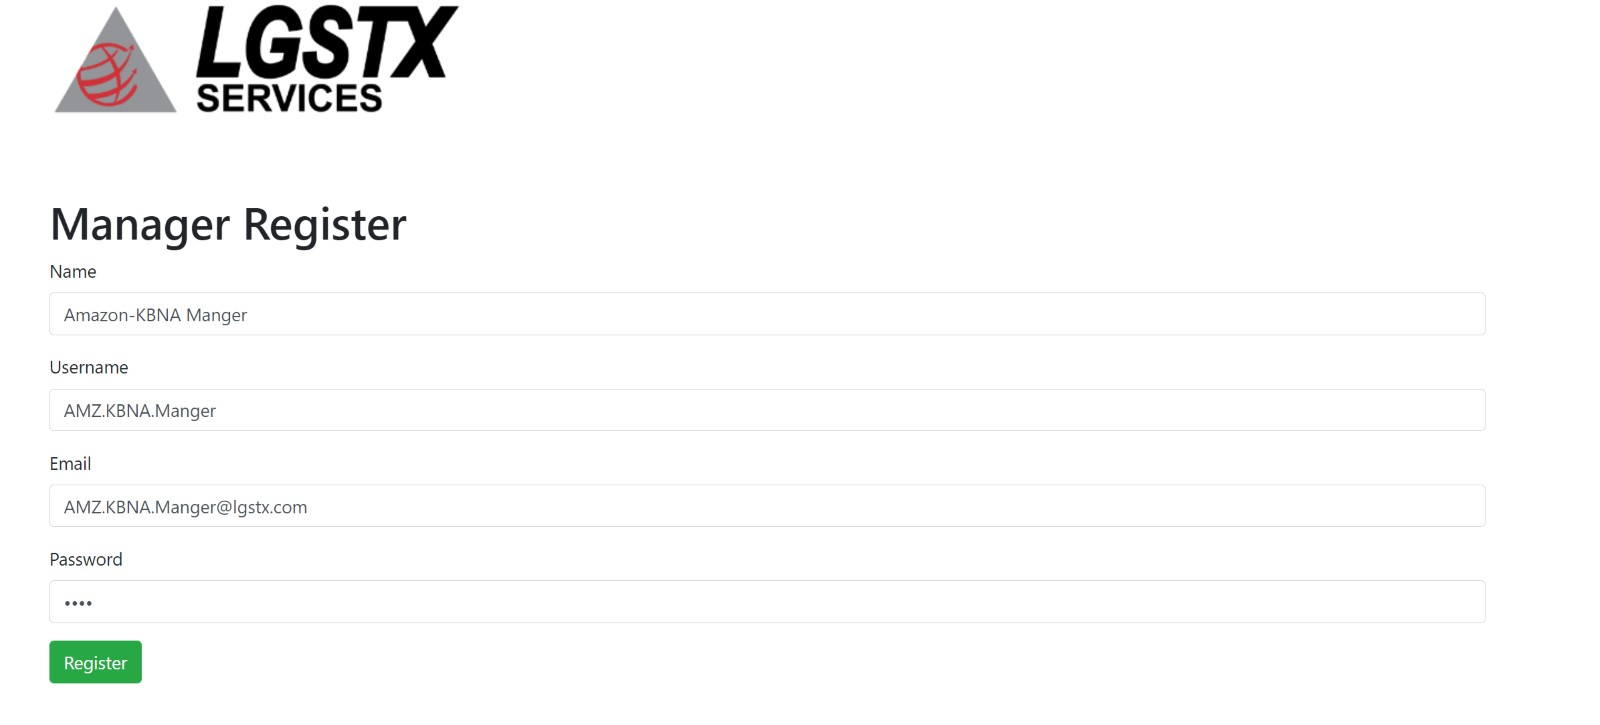 LGSTX
SERVICES
Manager Register
Name
Amazon-KBNA Manger
Username
AMZ.KBNA.Manger
Email
AMZ.KBNA.Manger@lgstx.com
Password
••••
Register